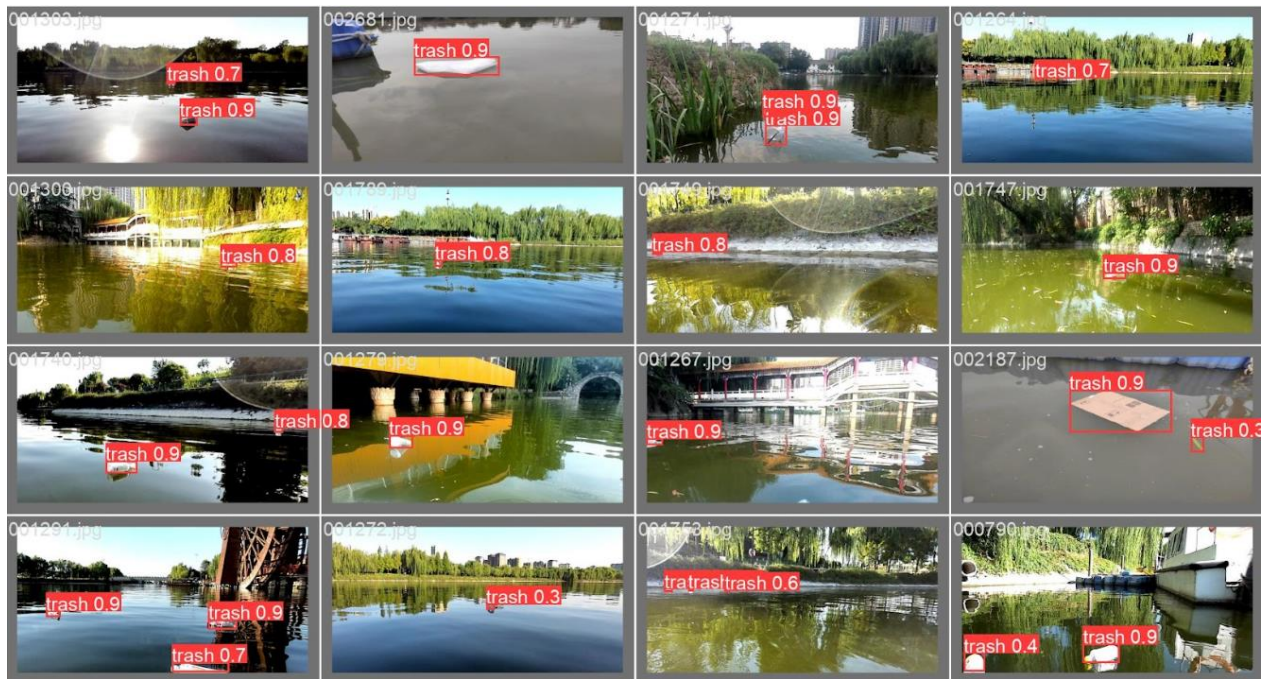 001303.jpg
trash 0.7
trash 0.9
002681.jpg
trash 0.9
001271.jpg
trash 0.9
trash 0.9
001264.jpg
trash 0.7
001300.jpg
trash 0.8
001789.jpg
trash 0.8
001749.jpg
trash 0.8
001747.jpg
trash 0.9
001740.jpg
trash 0.8
trash 0.9
001279.jpg
trash 0.9
001267.jpg
trash 0.9
002187.jpg
trash 0.9
trash 0.3
001291.jpg
trash 0.9
trash 0.9
trash 0.7
001272.jpg
trash 0.3
001753.jpg
tra trash trash 0.6
000790.jpg
trash 0.4
trash 0.9